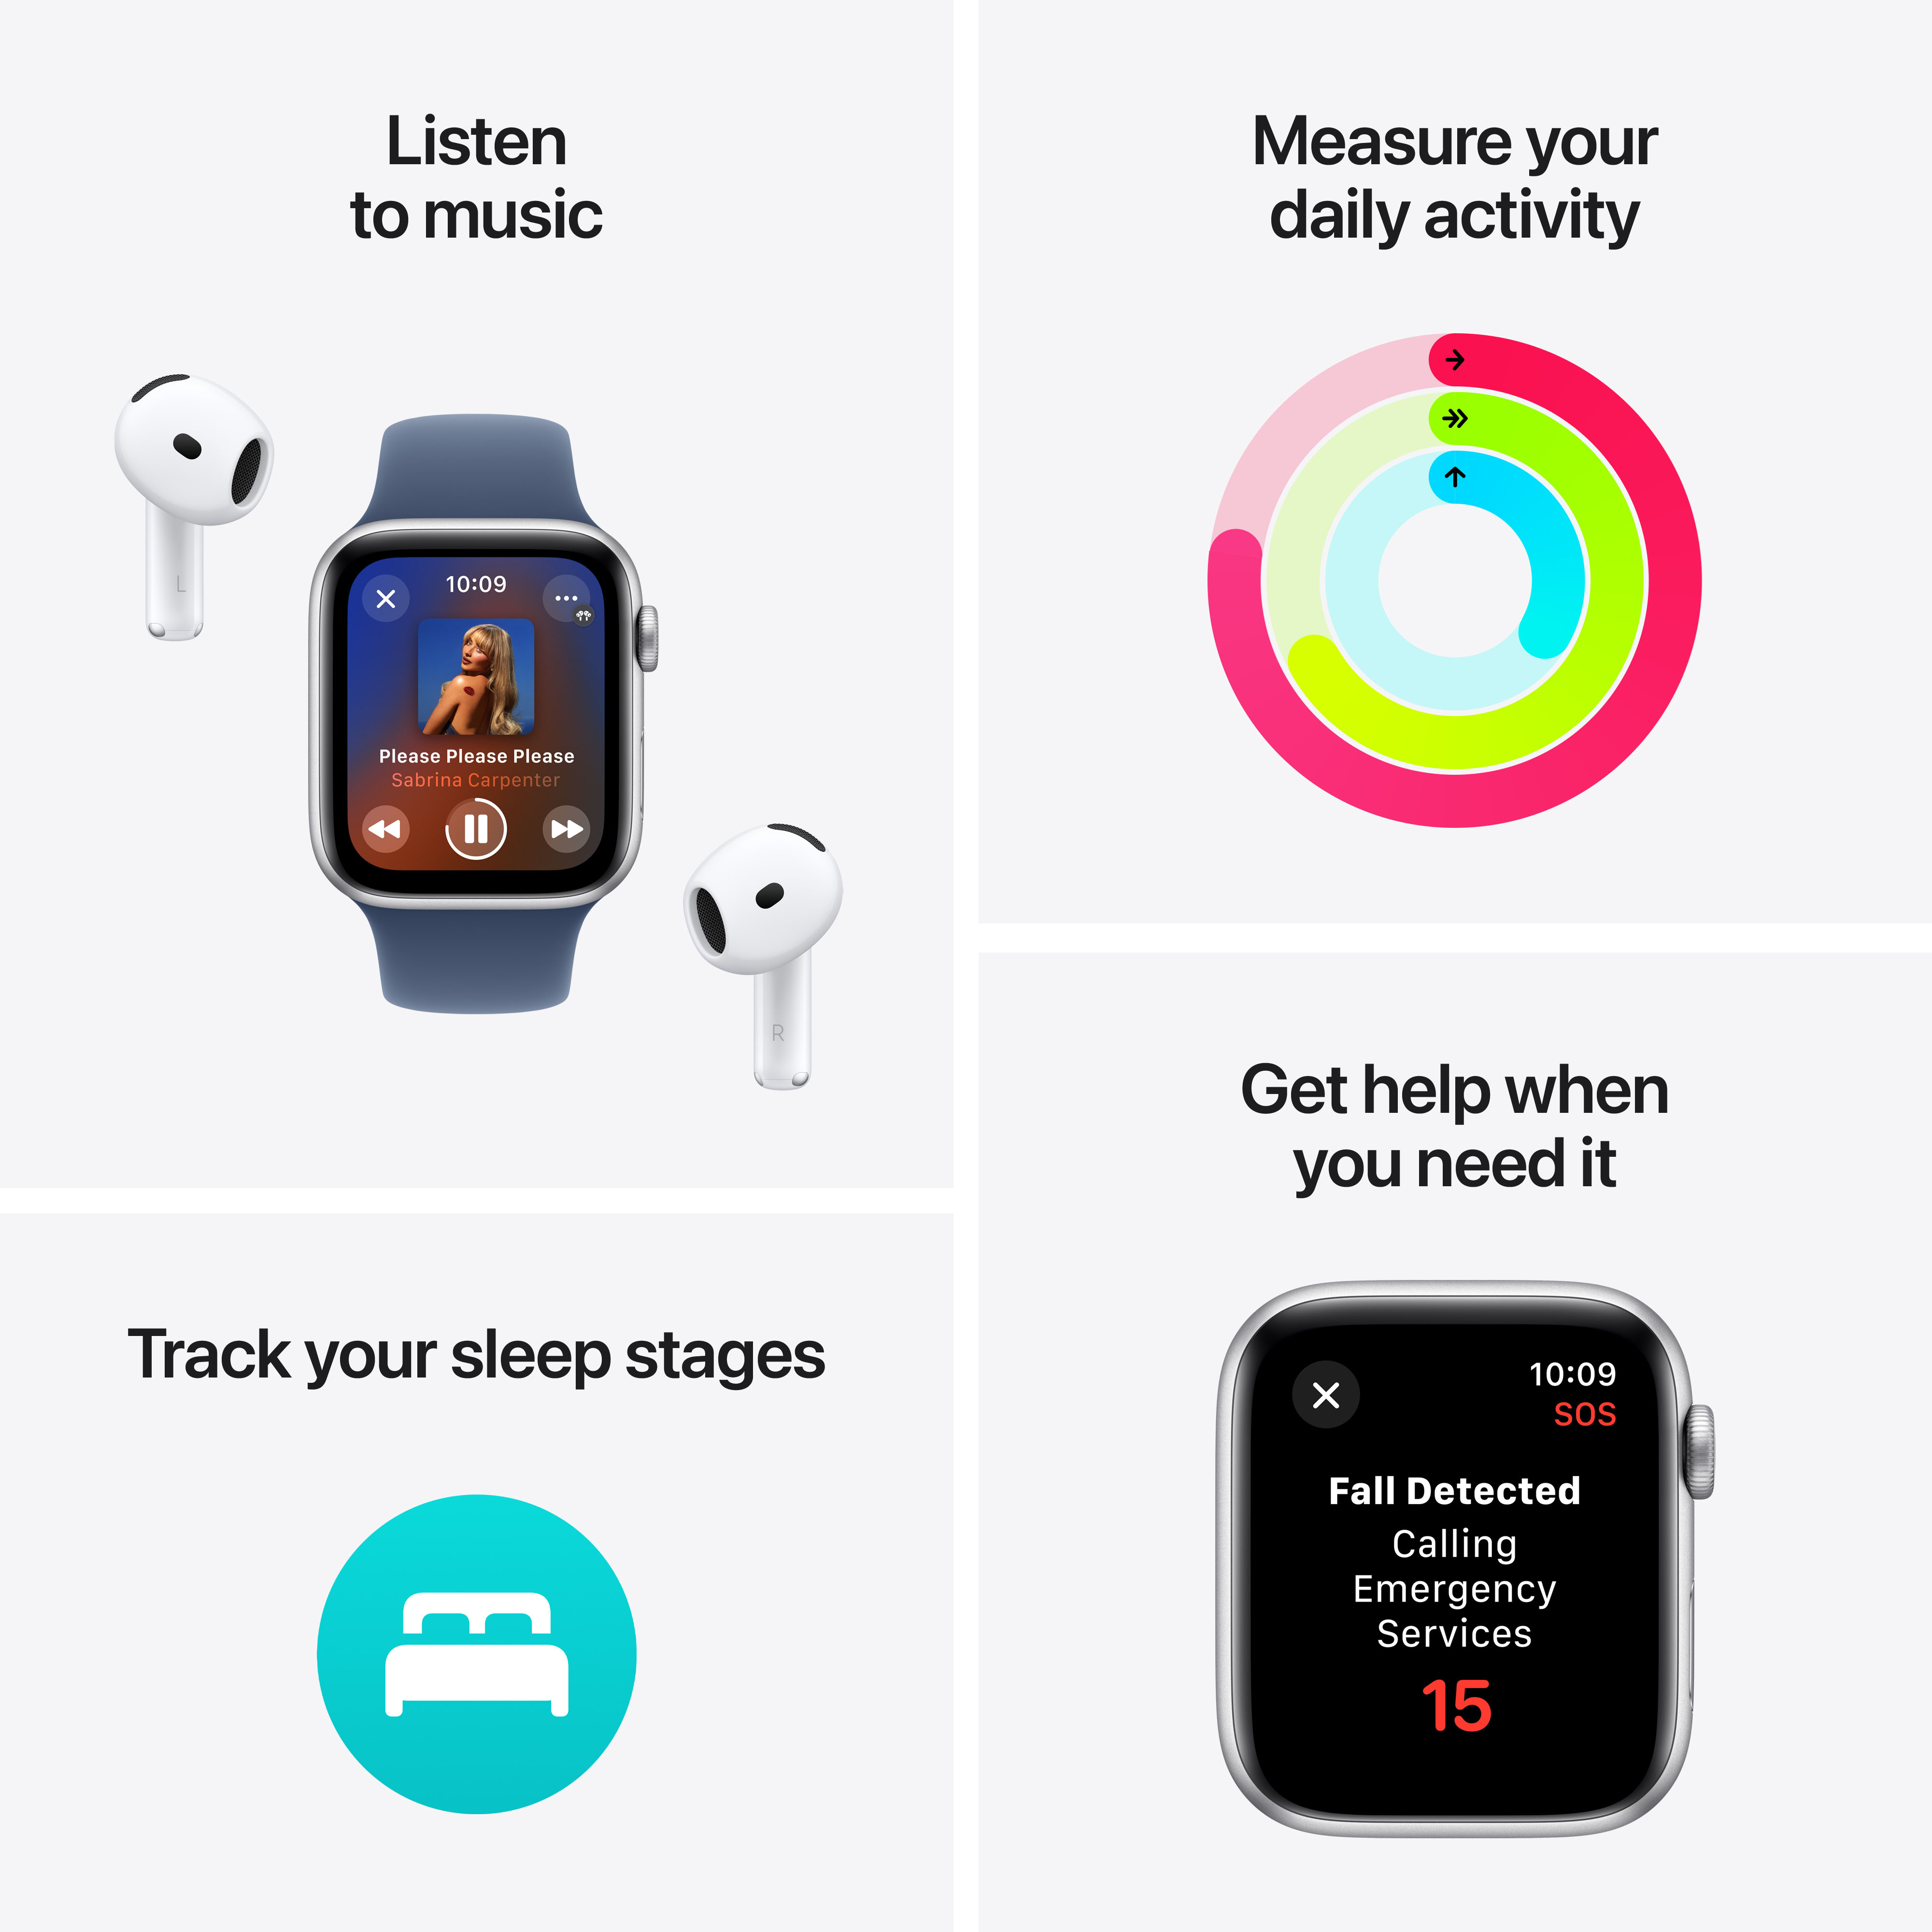 Listen
to music
L
10:09
Please Please Please
Sabrina Carpenter
R
Measure your
daily activity
Track your sleep stages
Get help when
you need it
10:09
SOS
Fall Detected
Calling
Emergency
Services
15